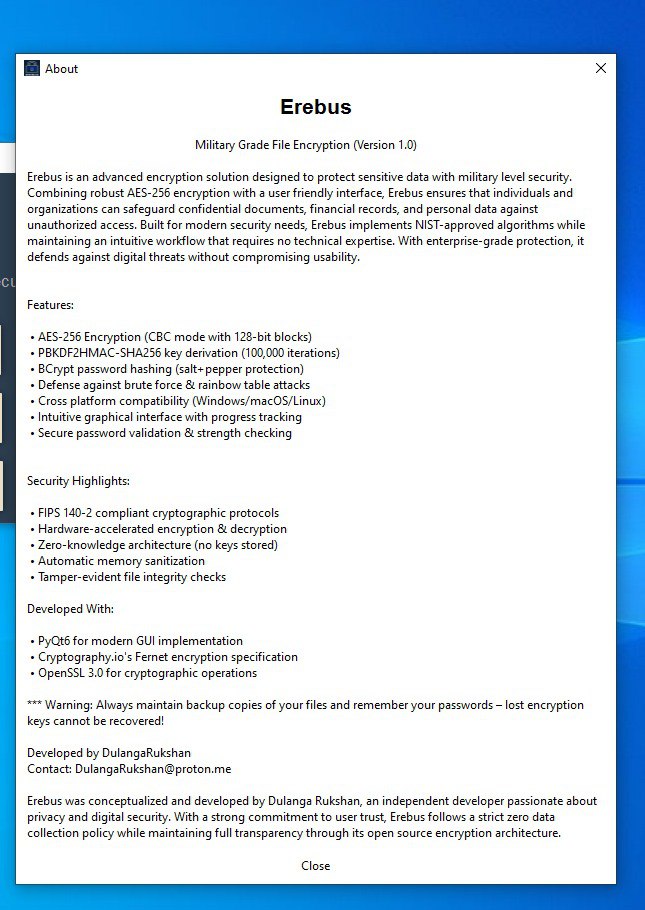 About
Erebus
Military Grade File Encryption (Version 1.0)
Erebus is an advanced encryption solution designed to protect sensitive data with military level security.
Combining robust AES-256 encryption with a user friendly interface, Erebus ensures that individuals and
organizations can safeguard confidential documents, financial records, and personal data against
unauthorized access. Built for modern security needs, Erebus implements NIST-approved algorithms while
maintaining an intuitive workflow that requires no technical expertise. With enterprise-grade protection, it
defends against digital threats without compromising usability.
Features:
• AES-256 Encryption (CBC mode with 128-bit blocks)
• PBKDF2HMAC-SHA256 key derivation (100,000 iterations)
• BCrypt password hashing (salt+pepper protection)
• Defense against brute force & rainbow table attacks
• Cross platform compatibility (Windows/macOS/Linux)
• Intuitive graphical interface with progress tracking
• Secure password validation & strength checking
Security Highlights:
• FIPS 140-2 compliant cryptographic protocols
• Hardware-accelerated encryption & decryption
• Zero-knowledge architecture (no keys stored)
• Automatic memory sanitization
• Tamper-evident file integrity checks
Developed With:
• PyQt6 for modern GUI implementation
• Cryptography.io's Fernet encryption specification
• OpenSSL 3.0 for cryptographic operations
*** Warning: Always maintain backup copies of your files and remember your passwords – lost encryption
keys cannot be recovered!
Developed by DulangaRukshan
Contact: DulangaRukshan@proton.me
Erebus was conceptualized and developed by Dulanga Rukshan, an independent developer passionate about
privacy and digital security. With a strong commitment to user trust, Erebus follows a strict zero data
collection policy while maintaining full transparency through its open source encryption architecture.
Close